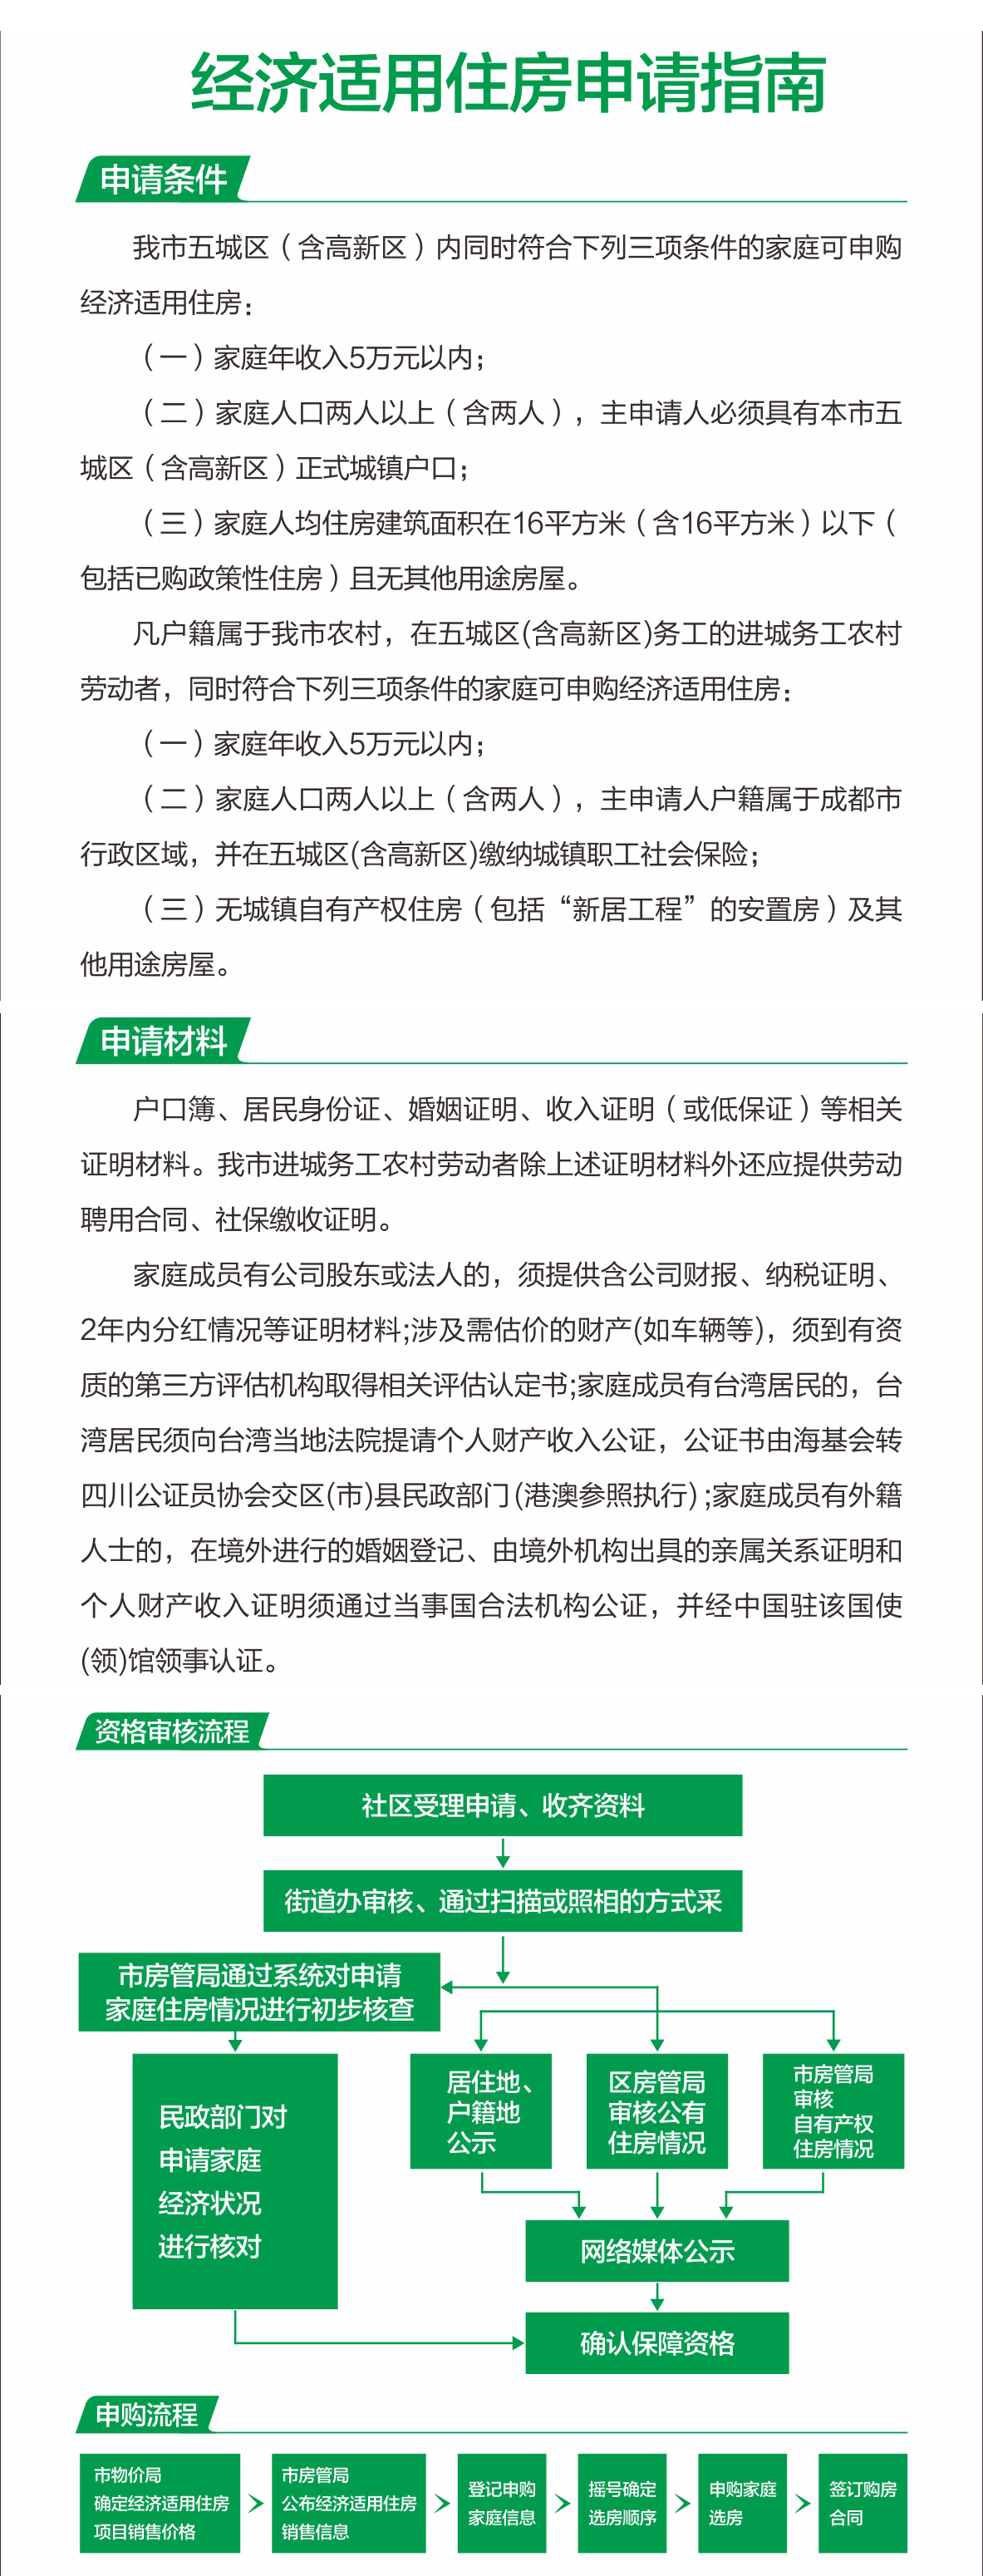 经济适用住房申请指南
申请条件
我市五城区（含高新区）内同时符合下列三项条件的家庭可申购
经济适用住房：
（一）家庭年收入5万元以内；
（二）家庭人口两人以上（含两人），主申请人必须具有本市五
城区（含高新区）正式城镇户口；
（三）家庭人均住房建筑面积在16平方米（含16平方米）以下（
包括已购政策性住房）且无其他用途房屋。
凡户籍属于我市农村，在五城区(含高新区)务工的进城务工农村
劳动者，同时符合下列三项条件的家庭可申购经济适用住房：
（一）家庭年收入5万元以内；
（二）家庭人口两人以上（含两人），主申请人户籍属于成都市
行政区域，并在五城区(含高新区)缴纳城镇职工社会保险；
（三）无城镇自有产权住房（包括“新居工程”的安置房）及其
他用途房屋。
申请材料
户口簿、居民身份证、婚姻证明、收入证明（或低保证）等相关
证明材料。我市进城务工农村劳动者除上述证明材料外还应提供劳动
聘用合同、社保缴收证明。
家庭成员有公司股东或法人的，须提供含公司财报、纳税证明、
2年内分红情况等证明材料;涉及需估价的财产(如车辆等)，须到有资
质的第三方评估机构取得相关评估认定书;家庭成员有台湾居民的，台
湾居民须向台湾当地法院提请个人财产收入公证，公证书由海基会转
四川公证员协会交区(市)县民政部门(港澳参照执行);家庭成员有外籍
人士的，在境外进行的婚姻登记、由境外机构出具的亲属关系证明和
个人财产收入证明须通过当事国合法机构公证，并经中国驻该国使
(领)馆领事认证。
资格审核流程
社区受理申请、收齐资料
街道办审核、通过扫描或照相的方式采
市房管局通过系统对申请
家庭住房情况进行初步核查
民政部门对
申请家庭
经济状况
进行核对
居住地、
户籍地
公示
区房管局
审核公有
住房情况
市房管局
审核
自有产权
住房情况
网络媒体公示
确认保障资格
申购流程
市物价局
确定经济适用住房
项目销售价格
市房管局
公布经济适用住房
销售信息
登记申购
家庭信息
摇号确定
选房顺序
申购家庭
选房
签订购房
合同